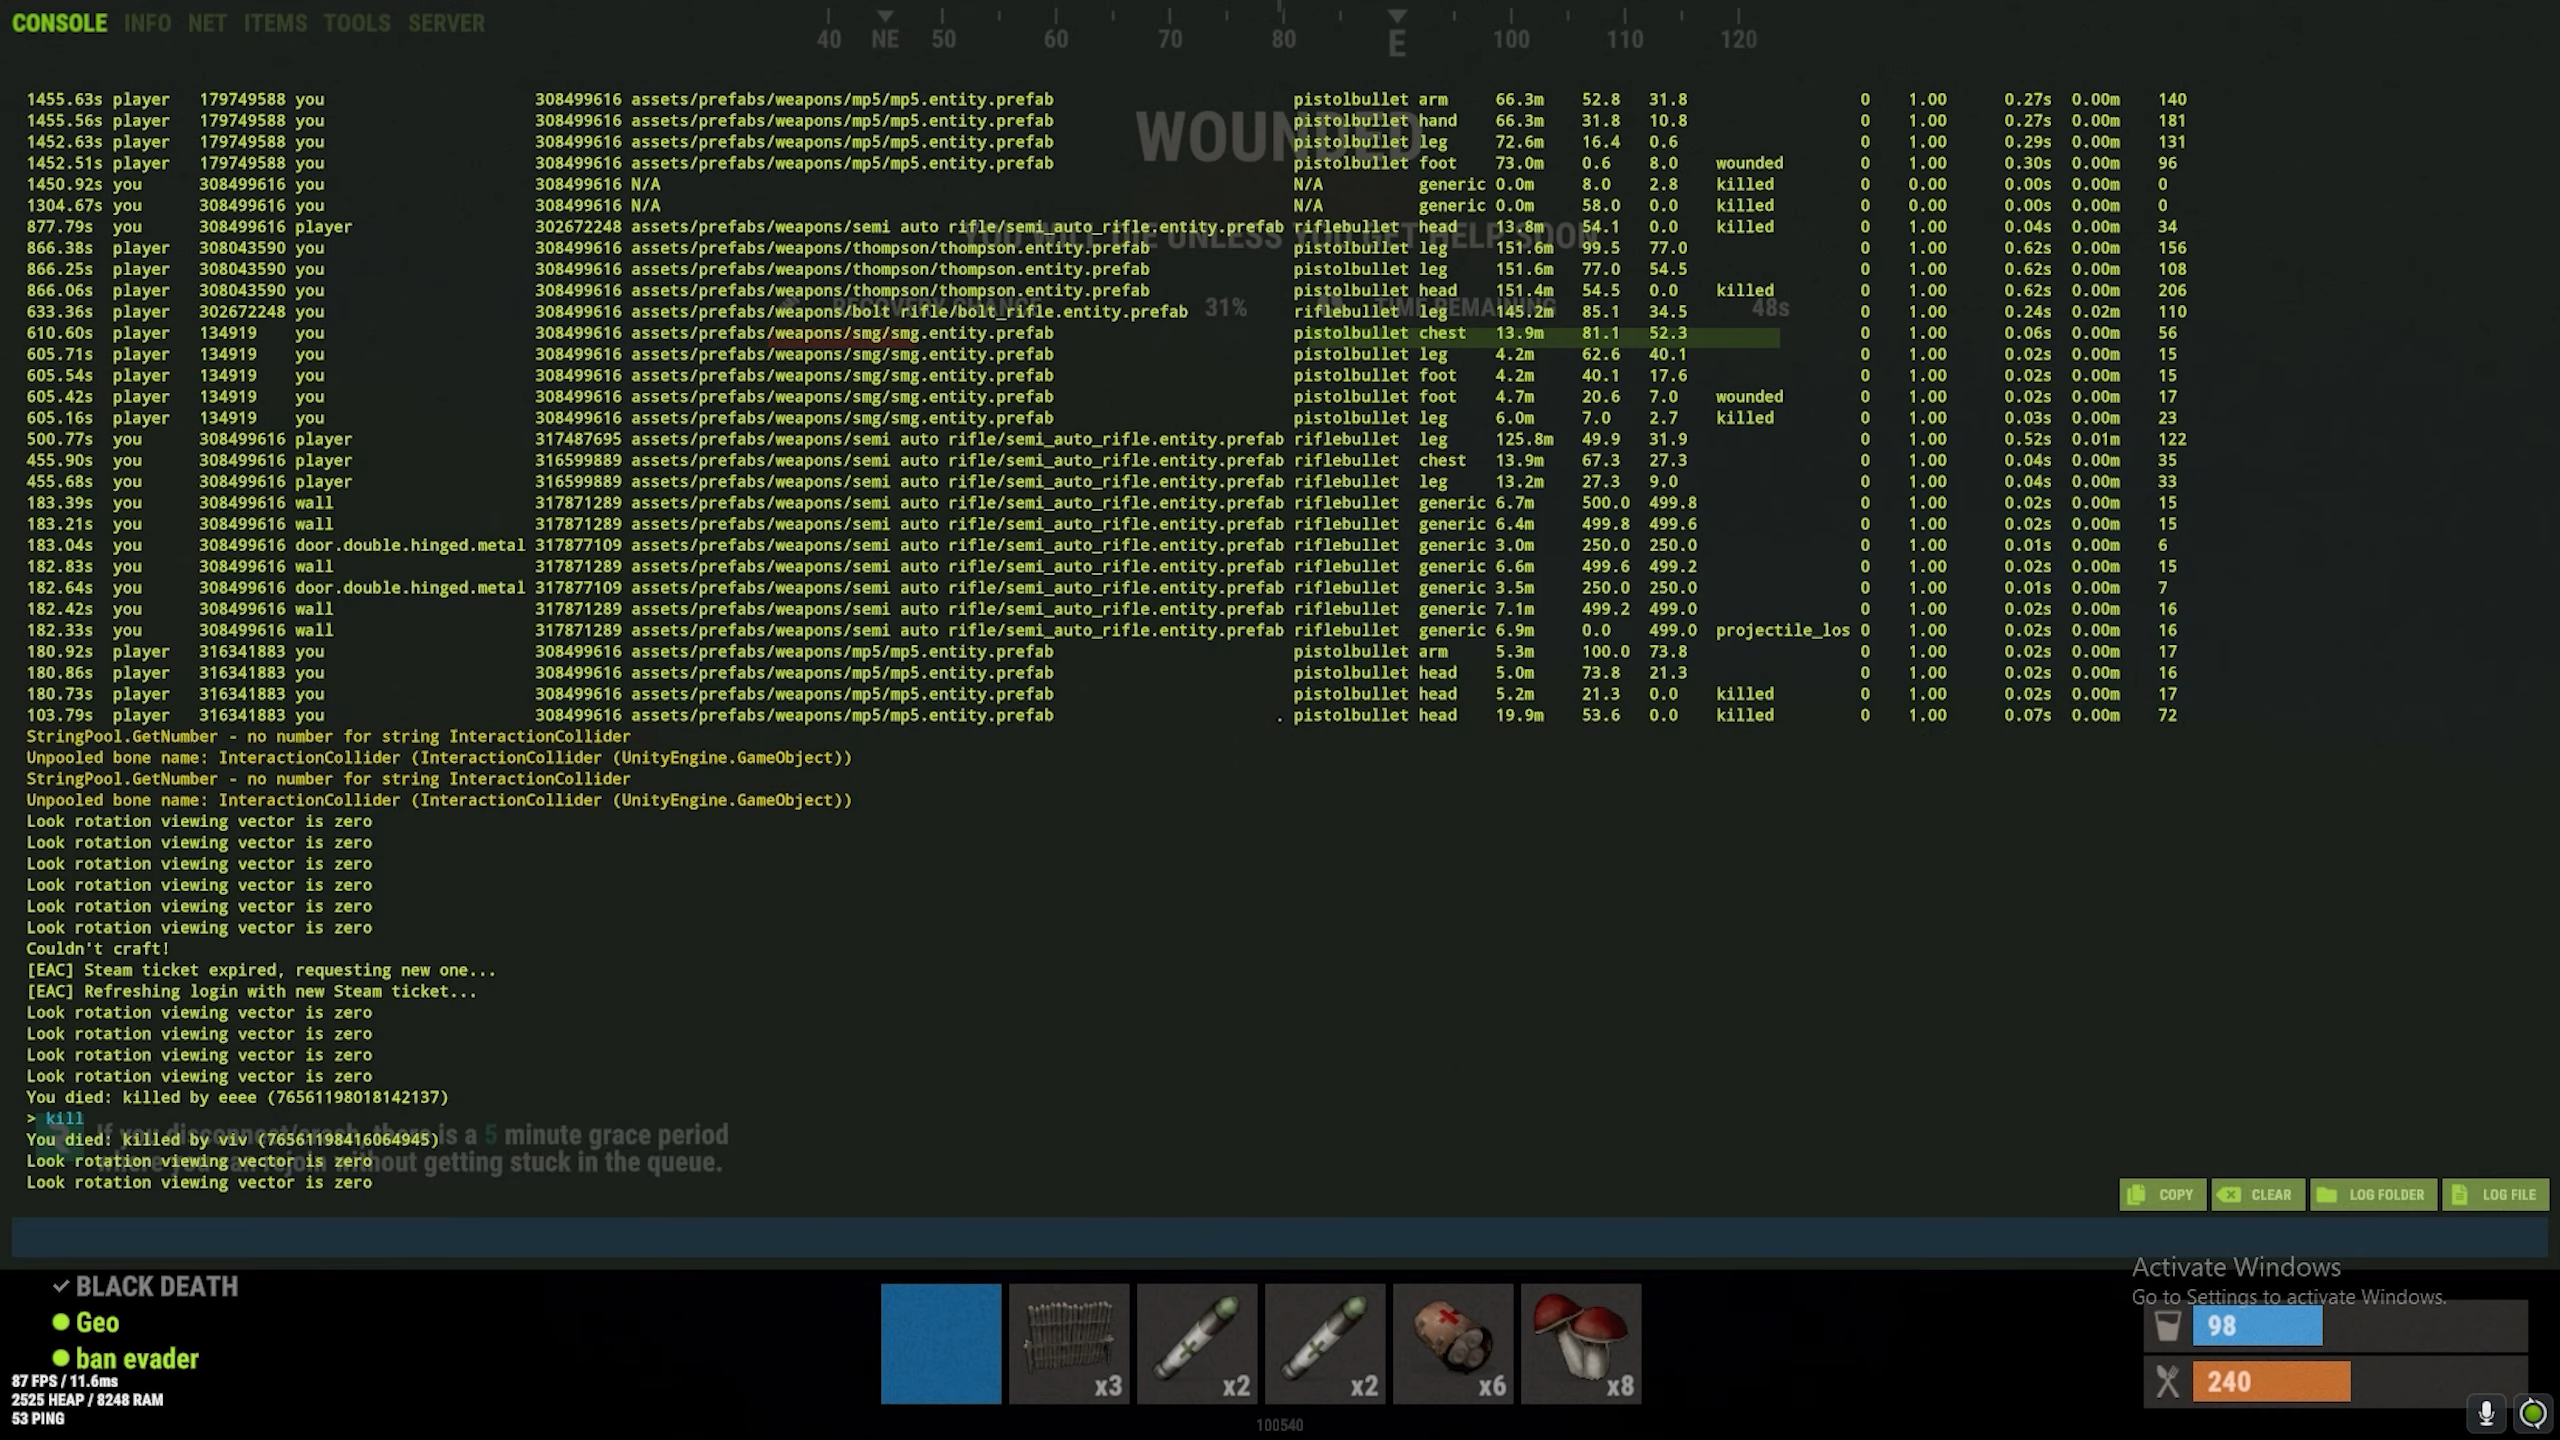 CONSOLE INFO NET ITEMS TOOLS SERVER
40 NE 50 60 70 80 E 100 110 120
1455.63s player 179749588 you 308499616 assets/prefabs/weapons/mp5/mp5.entity.prefab pistolbullet arm 66.3m 52.8 31.8 0 1.00 0.27s 0.00m 140
1455.56s player 179749588 you 308499616 assets/prefabs/weapons/mp5/mp5.entity.prefab pistolbullet hand 66.3m 31.8 10.8 0 1.00 0.27s 0.00m 181
1452.63s player 179749588 you 308499616 assets/prefabs/weapons/mp5/mp5.entity.prefab pistolbullet leg 72.6m 16.4 0.6 0 1.00 0.29s 0.00m 131
1452.51s player 179749588 you 308499616 assets/prefabs/weapons/mp5/mp5.entity.prefab pistolbullet foot 73.0m 0.6 8.0 wounded 0 1.00 0.30s 0.00m 96
WOUNDED
1450.92s you 308499616 you 308499616 N/A N/A generic 0.0m 8.0 2.8 killed 0 0.00 0.00s 0.00m 0
1304.67s you 308499616 you 308499616 N/A N/A generic 0.0m 58.0 0.0 killed 0 0.00 0.00s 0.00m 0
877.79s you 308499616 player 302672248 assets/prefabs/weapons/semi auto rifle/semi_auto_rifle.entity.prefab riflebullet head 13.8m 54.1 0.0 killed 0 1.00 0.04s 0.00m 34
YOU WILL DIE UNLESS YOU GET HELP SOON
866.38s player 308043590 you 308499616 assets/prefabs/weapons/thompson/thompson.entity.prefab pistolbullet leg 151.6m 99.5 77.0 0 1.00 0.62s 0.00m 156
866.25s player 308043590 you 308499616 assets/prefabs/weapons/thompson/thompson.entity.prefab pistolbullet leg 151.6m 77.0 54.5 0 1.00 0.62s 0.00m 108
866.06s player 308043590 you 308499616 assets/prefabs/weapons/thompson/thompson.entity.prefab pistolbullet head 151.4m 54.5 0.0 killed 0 1.00 0.62s 0.00m 206
RECOVERY CHANCE 31% TIME REMAINING 48s
633.36s player 302672248 you 308499616 assets/prefabs/weapons/bolt rifle/bolt_rifle.entity.prefab riflebullet leg 145.2m 85.1 34.5 0 1.00 0.24s 0.02m 110
610.60s player 134919 you 308499616 assets/prefabs/weapons/smg/smg.entity.prefab pistolbullet chest 13.9m 81.1 52.3 0 1.00 0.06s 0.00m 56
605.71s player 134919 you 308499616 assets/prefabs/weapons/smg/smg.entity.prefab pistolbullet leg 4.2m 62.6 40.1 0 1.00 0.02s 0.00m 15
605.54s player 134919 you 308499616 assets/prefabs/weapons/smg/smg.entity.prefab pistolbullet foot 4.2m 40.1 17.6 0 1.00 0.02s 0.00m 15
605.42s player 134919 you 308499616 assets/prefabs/weapons/smg/smg.entity.prefab pistolbullet foot 4.7m 20.6 7.0 wounded 0 1.00 0.02s 0.00m 17
605.16s player 134919 you 308499616 assets/prefabs/weapons/smg/smg.entity.prefab pistolbullet leg 6.0m 7.0 2.7 killed 0 1.00 0.03s 0.00m 23
500.77s you 308499616 player 317487695 assets/prefabs/weapons/semi auto rifle/semi_auto_rifle.entity.prefab riflebullet leg 125.8m 49.9 31.9 0 1.00 0.52s 0.01m 122
455.90s you 308499616 player 316599889 assets/prefabs/weapons/semi auto rifle/semi_auto_rifle.entity.prefab riflebullet chest 13.9m 67.3 27.3 0 1.00 0.04s 0.00m 35
455.68s you 308499616 player 316599889 assets/prefabs/weapons/semi auto rifle/semi_auto_rifle.entity.prefab riflebullet leg 13.2m 27.3 9.0 0 1.00 0.04s 0.00m 33
183.39s you 308499616 wall 317871289 assets/prefabs/weapons/semi auto rifle/semi_auto_rifle.entity.prefab riflebullet generic 6.7m 500.0 499.8 0 1.00 0.02s 0.00m 15
183.21s you 308499616 wall 317871289 assets/prefabs/weapons/semi auto rifle/semi_auto_rifle.entity.prefab riflebullet generic 6.4m 499.8 499.6 0 1.00 0.02s 0.00m 15
183.04s you 308499616 door.double.hinged.metal 317877109 assets/prefabs/weapons/semi auto rifle/semi_auto_rifle.entity.prefab riflebullet generic 3.0m 250.0 250.0 0 1.00 0.01s 0.00m 6
182.83s you 308499616 wall 317871289 assets/prefabs/weapons/semi auto rifle/semi_auto_rifle.entity.prefab riflebullet generic 6.6m 499.6 499.2 0 1.00 0.02s 0.00m 15
182.64s you 308499616 door.double.hinged.metal 317877109 assets/prefabs/weapons/semi auto rifle/semi_auto_rifle.entity.prefab riflebullet generic 3.5m 250.0 250.0 0 1.00 0.01s 0.00m 7
182.42s you 308499616 wall 317871289 assets/prefabs/weapons/semi auto rifle/semi_auto_rifle.entity.prefab riflebullet generic 7.1m 499.2 499.0 0 1.00 0.02s 0.00m 16
182.33s you 308499616 wall 317871289 assets/prefabs/weapons/semi auto rifle/semi_auto_rifle.entity.prefab riflebullet generic 6.9m 0.0 499.0 projectile_los 0 1.00 0.02s 0.00m 16
180.92s player 316341883 you 308499616 assets/prefabs/weapons/mp5/mp5.entity.prefab pistolbullet arm 5.3m 100.0 73.8 0 1.00 0.02s 0.00m 17
180.86s player 316341883 you 308499616 assets/prefabs/weapons/mp5/mp5.entity.prefab pistolbullet head 5.0m 73.8 21.3 0 1.00 0.02s 0.00m 16
180.73s player 316341883 you 308499616 assets/prefabs/weapons/mp5/mp5.entity.prefab pistolbullet head 5.2m 21.3 0.0 killed 0 1.00 0.02s 0.00m 17
103.79s player 316341883 you 308499616 assets/prefabs/weapons/mp5/mp5.entity.prefab pistolbullet head 19.9m 53.6 0.0 killed 0 1.00 0.07s 0.00m 72
StringPool.GetNumber - no number for string InteractionCollider
Unpooled bone name: InteractionCollider (InteractionCollider (UnityEngine.GameObject))
StringPool.GetNumber - no number for string InteractionCollider
Unpooled bone name: InteractionCollider (InteractionCollider (UnityEngine.GameObject))
Look rotation viewing vector is zero
Look rotation viewing vector is zero
Look rotation viewing vector is zero
Look rotation viewing vector is zero
Look rotation viewing vector is zero
Look rotation viewing vector is zero
Couldn't craft!
[EAC] Steam ticket expired, requesting new one...
[EAC] Refreshing login with new Steam ticket...
Look rotation viewing vector is zero
Look rotation viewing vector is zero
Look rotation viewing vector is zero
Look rotation viewing vector is zero
You died: killed by eeee (76561198018142137)
> kill
You died: killed by viv (76561198416064945)
If you disconnect/crash, there is a 5 minute grace period
where you can rejoin without getting stuck in the queue.
Look rotation viewing vector is zero
Look rotation viewing vector is zero
COPY CLEAR LOG FOLDER LOG FILE
BLACK DEATH
Geo
ban evader
87 FPS / 11.6ms
2525 HEAP / 8248 RAM
53 PING
x3 x2 x2 x6 x8
100540
Activate Windows
Go to Settings to activate Windows.
98
240